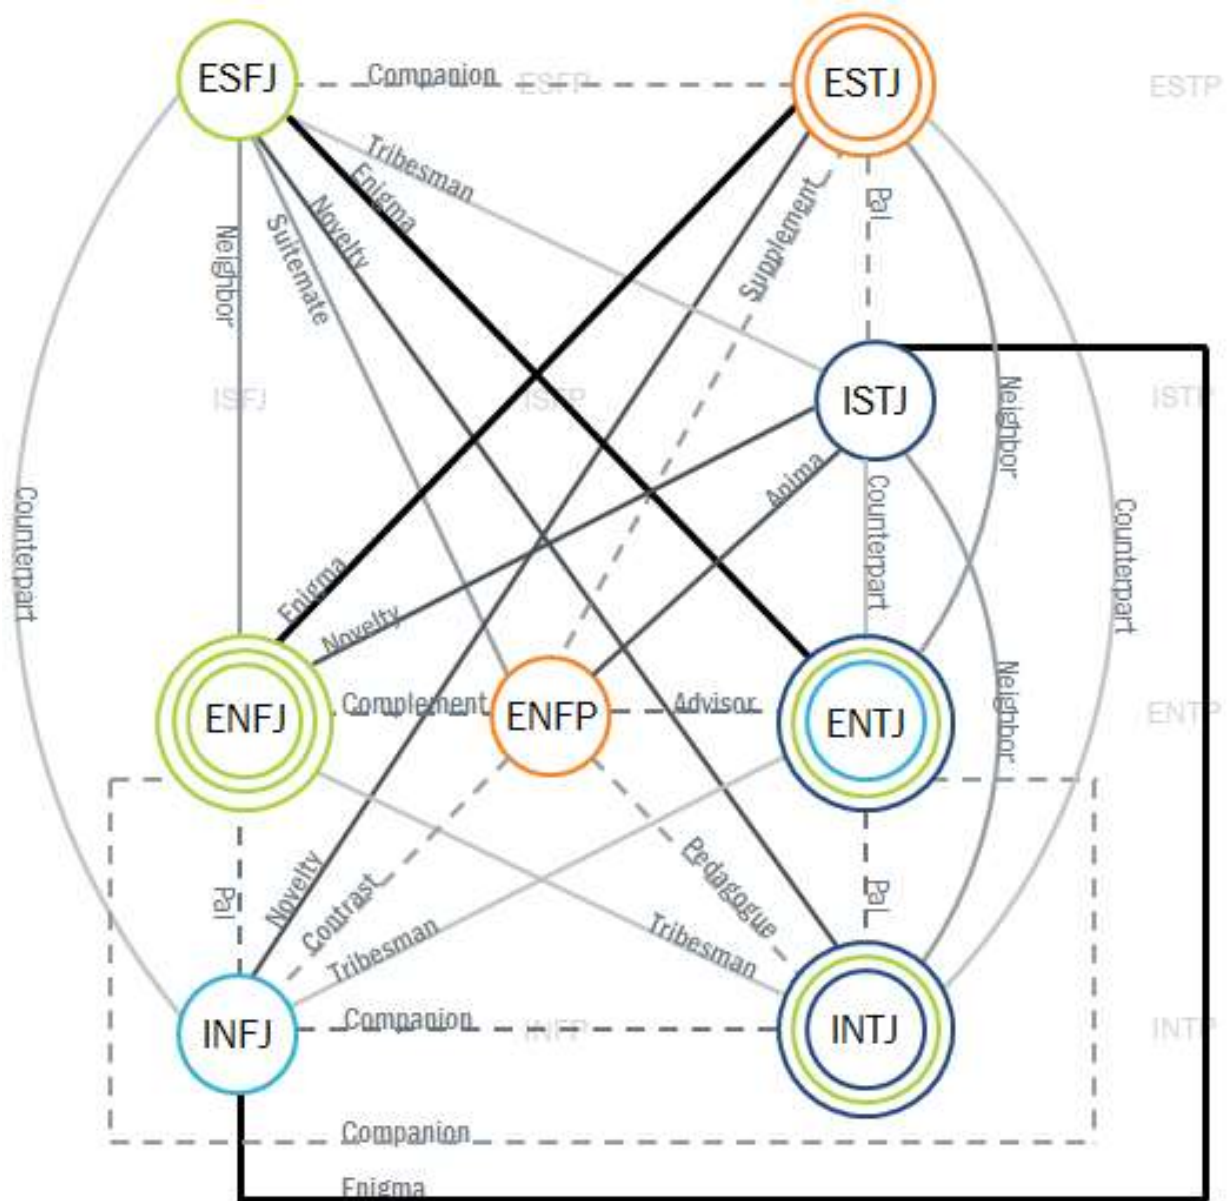 ESFJ
Companion
ESFP
ESTJ
ESTP
Tribesman
Enigma
Novelty
Suitemate
Neighbor
Supplement
Pal
ISFJ
ISFP
ISTJ
ISTP
Neighbor
Anima
Counterpart
Counterpart
Counterpart
Enigma
Novelty
Neighbor
ENFJ
Complement
ENFP
Advisor
ENTJ
ENTP
Pal
Novelty
Contrast
Tribesman
Pedagogue
Tribesman
Pal
INFJ
Companion
INFP
INTJ
INTP
Companion
Enigma